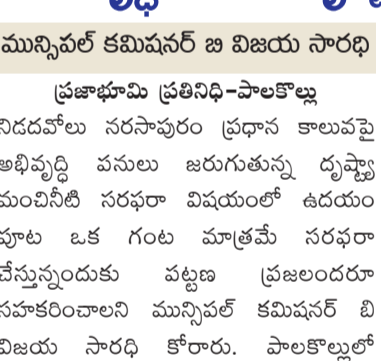 మున్సిపల్ కమిషనర్ బి విజయ సారధి
ప్రజాభూమి ప్రతినిధి-పాలకొల్లు
నిడదవోలు నరసాపురం ప్రధాన కాలువపై
అభివృద్ధి పనులు జరుగుతున్న దృష్ట్యా
మంచినీటి సరఫరా విషయంలో ఉదయం
పూట ఒక గంట మాత్రమే సరఫరా
చేస్తున్నందుకు పట్టణ ప్రజలందరూ
సహకరించాలని మున్సిపల్ కమిషనర్ బి
విజయ సారధి కోరారు. పాలకొల్లులో